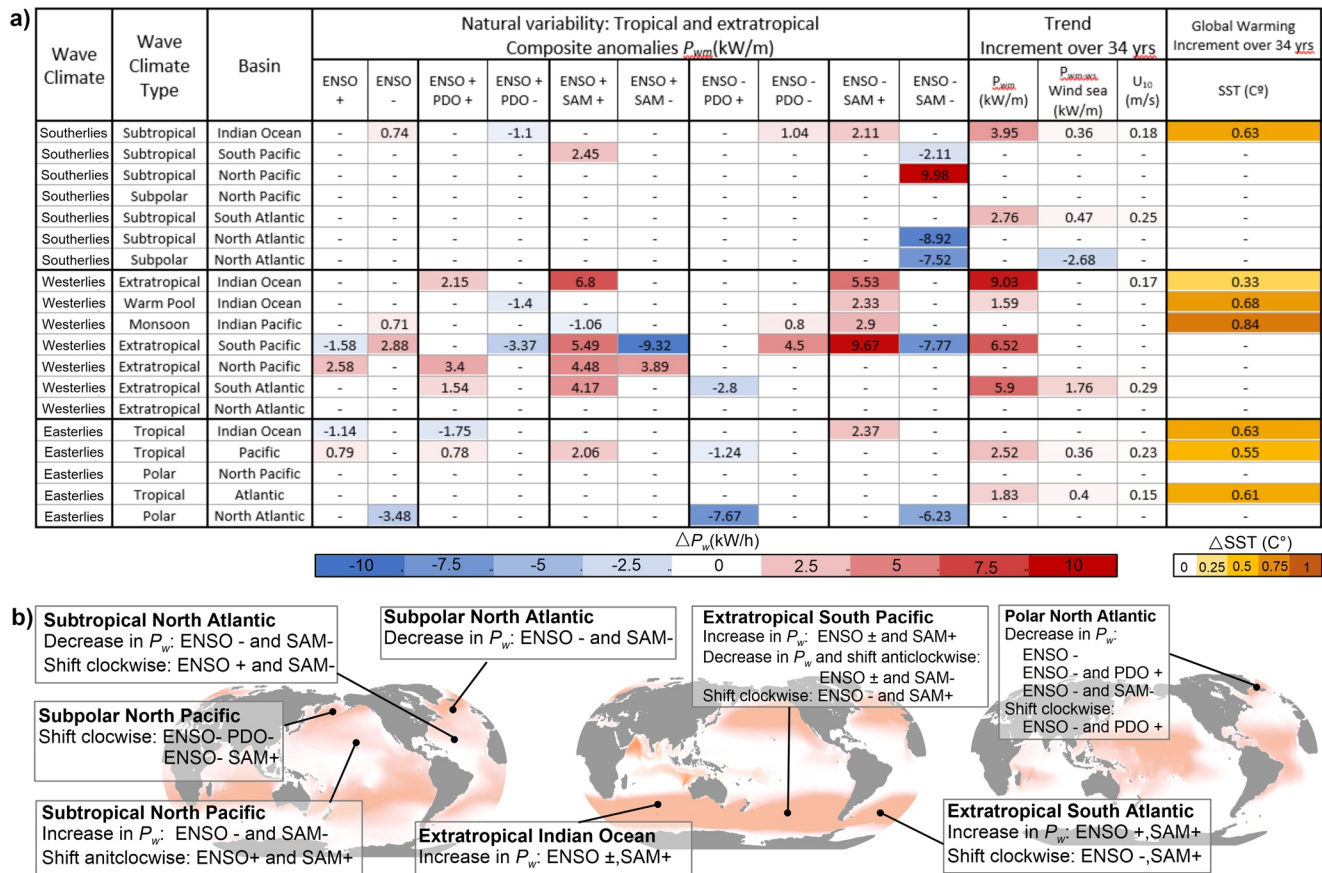 a)
Wave Climate | Wave Climate Type | Basin | Natural variability: Tropical and extratropical Composite anomalies Pwm(kW/m) | Trend Increment over 34 yrs | Global Warming Increment over 34 yrs
ENSO + | ENSO - | ENSO + PDO + | ENSO + PDO - | ENSO + SAM + | ENSO + SAM - | ENSO - PDO + | ENSO - PDO - | ENSO - SAM + | ENSO - SAM - | Pwm (kW/m) | Pwm-ws Wind sea (kW/m) | U10 (m/s) | SST (Cº)
Southerlies | Subtropical | Indian Ocean | - | 0.74 | - | -1.1 | - | - | - | 1.04 | 2.11 | - | 3.95 | 0.36 | 0.18 | 0.63
Southerlies | Subtropical | South Pacific | - | - | - | - | 2.45 | - | - | - | - | -2.11 | - | - | - | -
Southerlies | Subtropical | North Pacific | - | - | - | - | - | - | - | - | - | 9.98 | - | - | - | -
Southerlies | Subpolar | North Pacific | - | - | - | - | - | - | - | - | - | - | - | - | - | -
Southerlies | Subtropical | South Atlantic | - | - | - | - | - | - | - | - | - | - | 2.76 | 0.47 | 0.25 | -
Southerlies | Subtropical | North Atlantic | - | - | - | - | - | - | - | - | - | -8.92 | - | - | - | -
Southerlies | Subpolar | North Atlantic | - | - | - | - | - | - | - | - | - | -7.52 | - | -2.68 | - | -
Westerlies | Extratropical | Indian Ocean | - | - | 2.15 | - | 6.8 | - | - | - | 5.53 | - | 9.03 | - | 0.17 | 0.33
Westerlies | Warm Pool | Indian Ocean | - | - | - | -1.4 | - | - | - | - | 2.33 | - | 1.59 | - | - | 0.68
Westerlies | Monsoon | Indian Pacific | - | 0.71 | - | - | -1.06 | - | - | 0.8 | 2.9 | - | - | - | - | 0.84
Westerlies | Extratropical | South Pacific | -1.58 | 2.88 | - | -3.37 | 5.49 | -9.32 | - | 4.5 | 9.67 | -7.77 | 6.52 | - | - | -
Westerlies | Extratropical | North Pacific | 2.58 | - | 3.4 | - | 4.48 | 3.89 | - | - | - | - | - | - | - | -
Westerlies | Extratropical | South Atlantic | - | - | 1.54 | - | 4.17 | - | -2.8 | - | - | - | 5.9 | 1.76 | 0.29 | -
Westerlies | Extratropical | North Atlantic | - | - | - | - | - | - | - | - | - | - | - | - | - | -
Easterlies | Tropical | Indian Ocean | -1.14 | - | -1.75 | - | - | - | - | - | 2.37 | - | - | - | - | 0.63
Easterlies | Tropical | Pacific | 0.79 | - | 0.78 | - | 2.06 | - | -1.24 | - | - | - | 2.52 | 0.36 | 0.23 | 0.55
Easterlies | Polar | North Pacific | - | - | - | - | - | - | - | - | - | - | - | - | - | -
Easterlies | Tropical | Atlantic | - | - | - | - | - | - | - | - | - | - | 1.83 | 0.4 | 0.15 | 0.61
Easterlies | Polar | North Atlantic | - | -3.48 | - | - | - | - | -7.67 | - | - | -6.23 | - | - | - | -
△Pw(kW/h)
-10 -7.5 -5 -2.5 0 2.5 5 7.5 10
△SST (C°)
0 0.25 0.5 0.75 1
b)
Subtropical North Atlantic
Decrease in Pw: ENSO - and SAM-
Shift clockwise: ENSO + and SAM-
Subpolar North Atlantic
Decrease in Pw: ENSO - and SAM-
Extratropical South Pacific
Increase in Pw: ENSO ± and SAM+
Decrease in Pw and shift anticlockwise:
ENSO ± and SAM-
Shift clockwise: ENSO - and SAM+
Polar North Atlantic
Decrease in Pw:
ENSO -
ENSO - and PDO +
ENSO - and SAM-
Shift clockwise:
ENSO - and PDO +
Subpolar North Pacific
Shift clocwise: ENSO- PDO-
ENSO- SAM+
Subtropical North Pacific
Increase in Pw: ENSO - and SAM-
Shift anitclocwise: ENSO+ and SAM+
Extratropical Indian Ocean
Increase in Pw: ENSO ±,SAM+
Extratropical South Atlantic
Increase in Pw: ENSO +,SAM+
Shift clockwise: ENSO -,SAM+